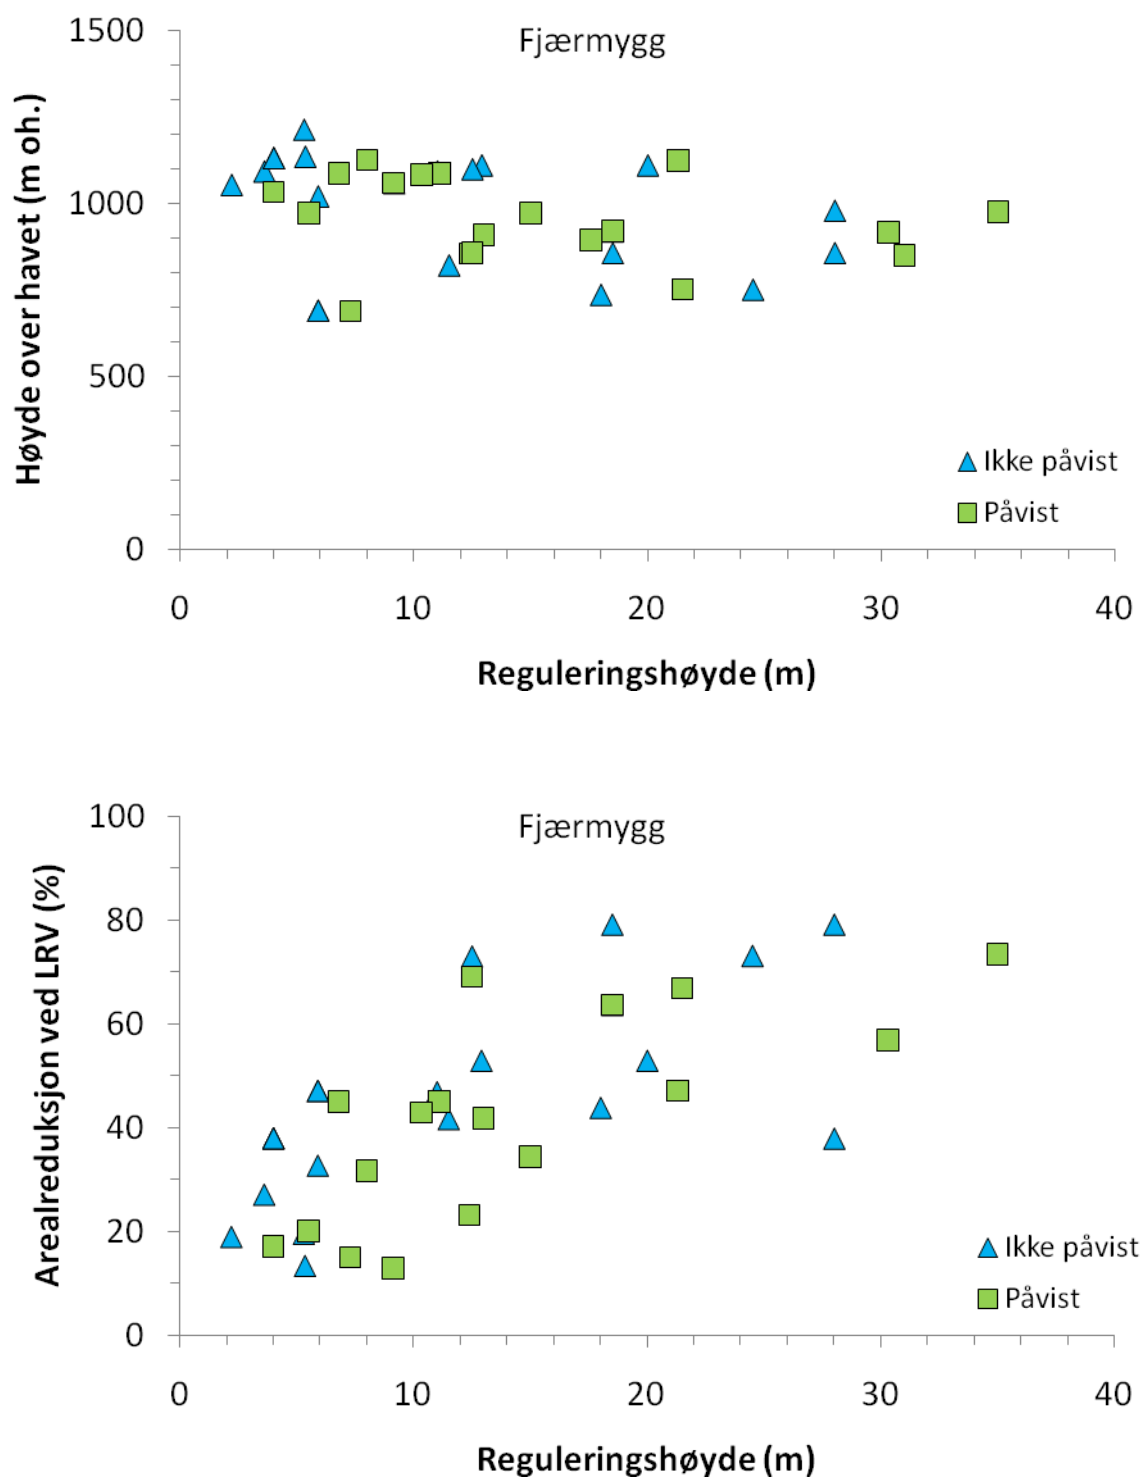 Fjærmygg
1500
1000
500
0
Høyde over havet (m oh.)
Ikke påvist
Påvist
0 10 20 30 40
Reguleringshøyde (m)
Fjærmygg
100
80
60
40
20
0
Arealreduksjon ved LRV (%)
Ikke påvist
Påvist
0 10 20 30 40
Reguleringshøyde (m)